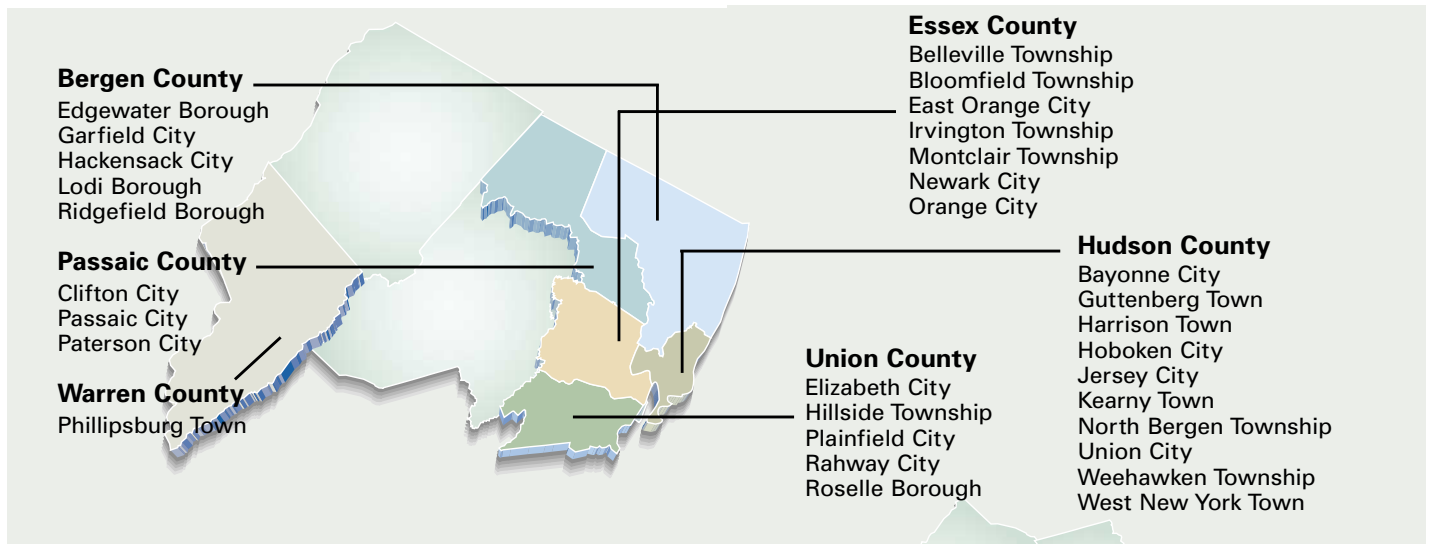 Bergen County
Edgewater Borough
Garfield City
Hackensack City
Lodi Borough
Ridgefield Borough
Passaic County
Clifton City
Passaic City
Paterson City
Warren County
Phillipsburg Town
Essex County
Belleville Township
Bloomfield Township
East Orange City
Irvington Township
Montclair Township
Newark City
Orange City
Hudson County
Bayonne City
Guttenberg Town
Harrison Town
Hoboken City
Jersey City
Kearny Town
North Bergen Township
Union City
Weehawken Township
West New York Town
Union County
Elizabeth City
Hillside Township
Plainfield City
Rahway City
Roselle Borough